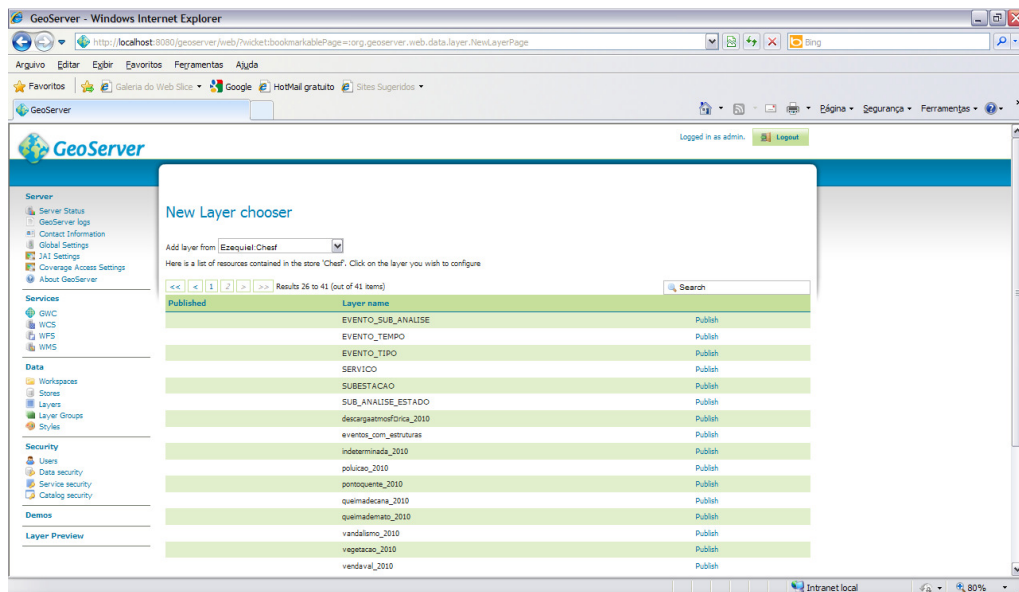 GeoServer - Windows Internet Explorer
http://localhost:8080/geoserver/web/?wicket:bookmarkablePage=:org.geoserver.web.data.layer.NewLayerPage
Bing
Arquivo Editar Exibir Favoritos Ferramentas Ajuda
Favoritos Galeria do Web Slice Google HotMail gratuito Sites Sugeridos
GeoServer
Página Segurança Ferramentas
GeoServer
Logged in as admin. Logout
Server
Server Status
GeoServer logs
Contact Information
Global Settings
JAI Settings
Coverage Access Settings
About GeoServer
Services
GWC
WCS
WFS
WMS
Data
Workspaces
Stores
Layers
Layer Groups
Styles
Security
Users
Data security
Service security
Catalog security
Demos
Layer Preview
New Layer chooser
Add layer from Ezequiel:Chesf
Here is a list of resources contained in the store 'Chesf'. Click on the layer you wish to configure
<< < 1 2 > >> Results 26 to 41 (out of 41 items) Search
Published Layer name
EVENTO_SUB_ANALISE Publish
EVENTO_TEMPO Publish
EVENTO_TIPO Publish
SERVICO Publish
SUBESTACAO Publish
SUB_ANALISE_ESTADO Publish
descargaatmosf□rica_2010 Publish
eventos_com_estruturas Publish
indeterminada_2010 Publish
poluicao_2010 Publish
pontoquente_2010 Publish
queimadecana_2010 Publish
queimademato_2010 Publish
vandalismo_2010 Publish
vegetacao_2010 Publish
vendaval_2010 Publish
Intranet local 80%